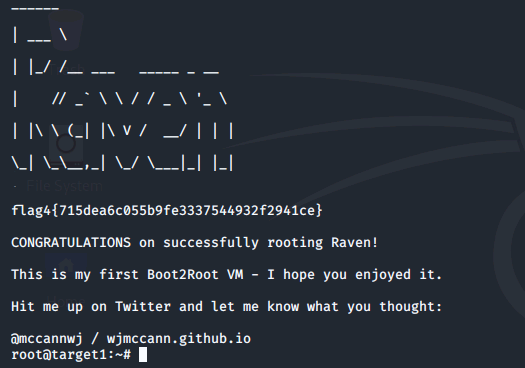 ______
| ___ \
| |_/ /__ ___   _____ _ __
|    // _` \ \ / / _ \ '_ \
| |\ \ (_| |\ V /  __/ | | |
\_| \_\__,_| \_/ \___|_| |_|
flag4{715dea6c055b9fe3337544932f2941ce}
CONGRATULATIONS on successfully rooting Raven!
This is my first Boot2Root VM - I hope you enjoyed it.
Hit me up on Twitter and let me know what you thought:
@mccannwj / wjmccann.github.io
root@target1:~#
File System